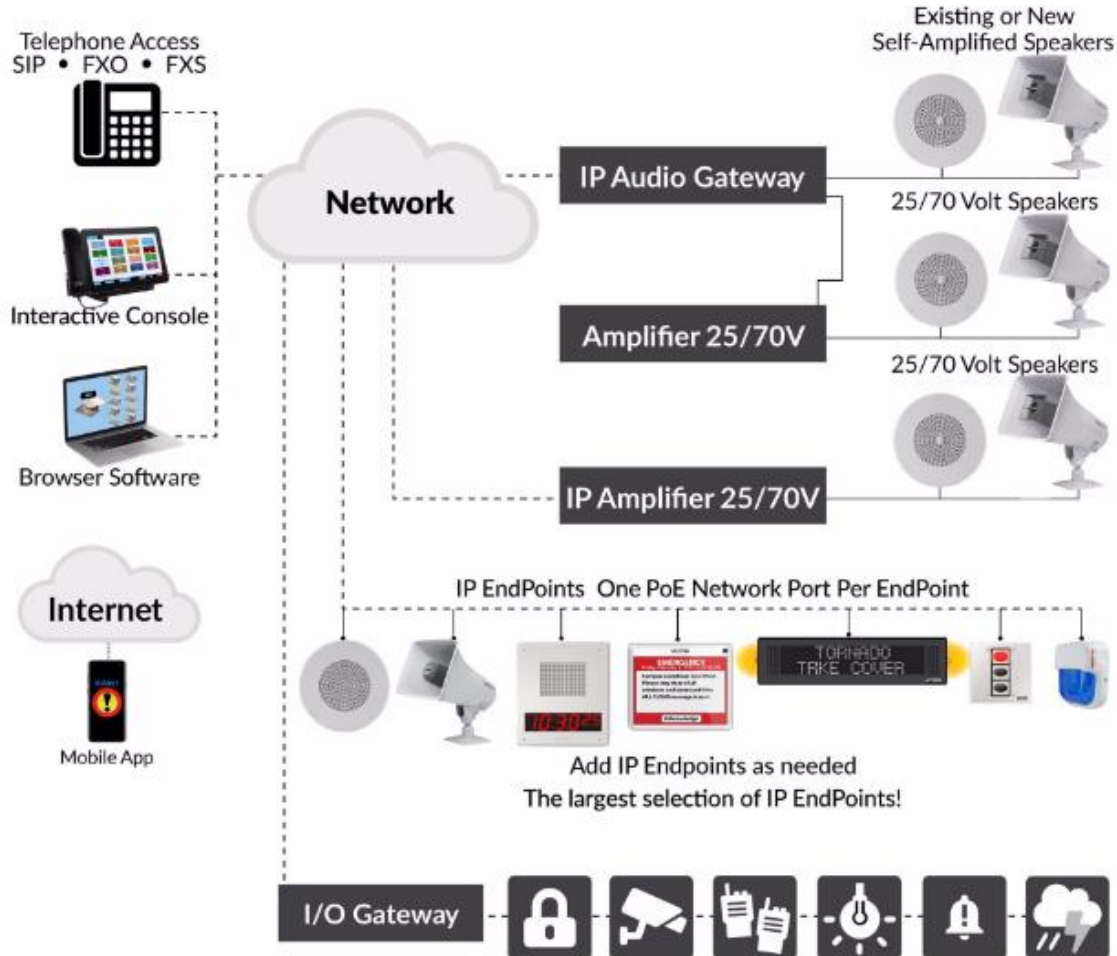 Telephone Access
SIP • FXO • FXS
Interactive Console
Browser Software
Internet
Mobile App
Network
IP Audio Gateway
Amplifier 25/70V
IP Amplifier 25/70V
Existing or New
Self-Amplified Speakers
25/70 Volt Speakers
25/70 Volt Speakers
IP EndPoints One PoE Network Port Per EndPoint
10:30 25
EMERGENCY
TORNADO
TAKE COVER
Add IP Endpoints as needed
The largest selection of IP EndPoints!
I/O Gateway